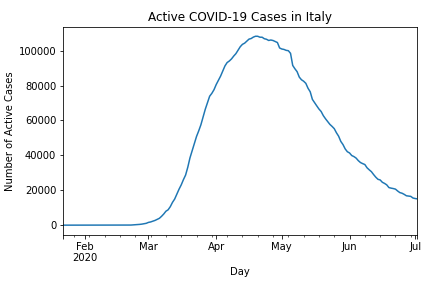 Active COVID-19 Cases in Italy
Number of Active Cases
100000
80000
60000
40000
20000
0
Feb Mar Apr May Jun Jul
2020
Day